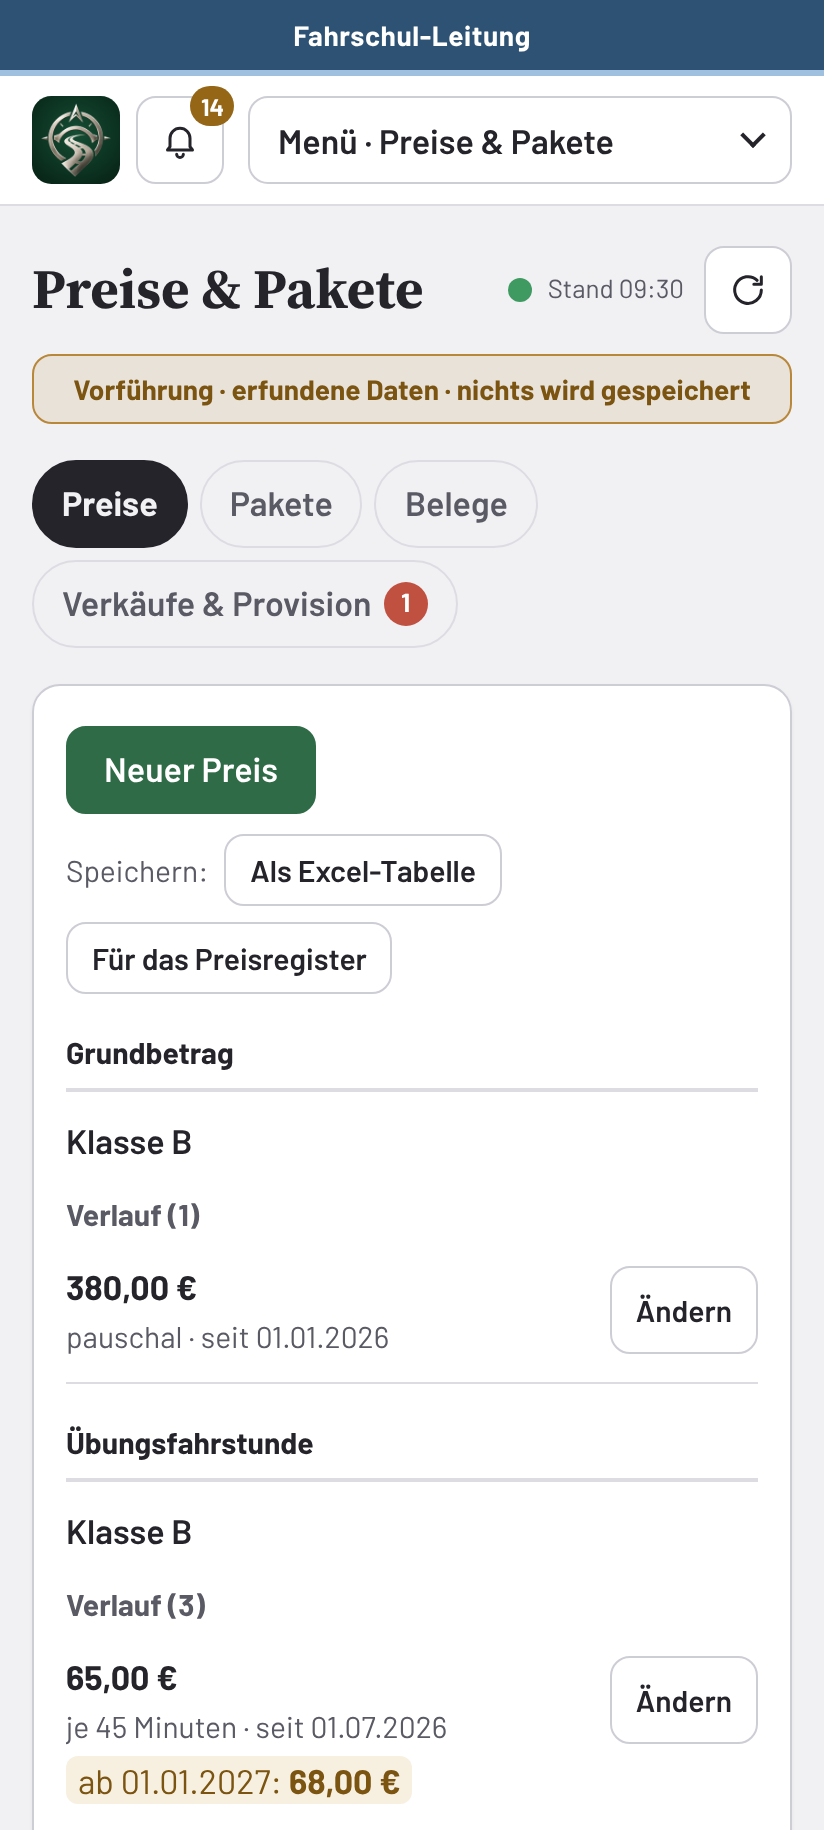 Fahrschul-Leitung
14
Menü · Preise & Pakete
Preise & Pakete
Stand 09:30
Vorführung · erfundene Daten · nichts wird gespeichert
Preise
Pakete
Belege
Verkäufe & Provision 1
Neuer Preis
Speichern:
Als Excel-Tabelle
Für das Preisregister
Grundbetrag
Klasse B
Verlauf (1)
380,00 €
pauschal · seit 01.01.2026
Ändern
Übungsfahrstunde
Klasse B
Verlauf (3)
65,00 €
je 45 Minuten · seit 01.07.2026
Ändern
ab 01.01.2027: 68,00 €